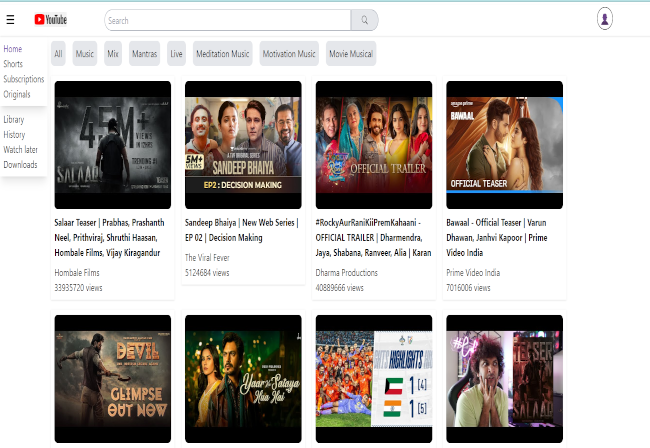 YouTube
Search
Home
Shorts
Subscriptions
Originals
Library
History
Watch later
Downloads
All
Music
Mix
Mantras
Live
Meditation Music
Motivation Music
Movie Musical
45M+
VIEWS
TRENDING #1
SALAAR
5M+
VIEWS
SANDEEP BHAIYA
EP2 : DECISION MAKING
OFFICIAL TRAILER
prime
BAWAAL
OFFICIAL TEASER
Salaar Teaser | Prabhas, Prashanth
Neel, Prithviraj, Shruthi Haasan,
Hombale Films, Vijay Kiragandur
Hombale Films
33935720 views
Sandeep Bhaiya | New Web Series |
EP 02 | Decision Making
The Viral Fever
5124684 views
#RockyAurRaniKiiPremKahaani -
OFFICIAL TRAILER | Dharmendra,
Jaya, Shabana, Ranveer, Alia | Karan
Dharma Productions
40889666 views
Bawaal - Official Teaser | Varun
Dhawan, Janhvi Kapoor | Prime
Video India
Prime Video India
7016006 views
DEVIL
GLIMPSE
OUT NOW
Yaar Ka Sataya
Hua Hai
HIGHLIGHTS
1 [4]
1 [5]
TEASER
SALAAR